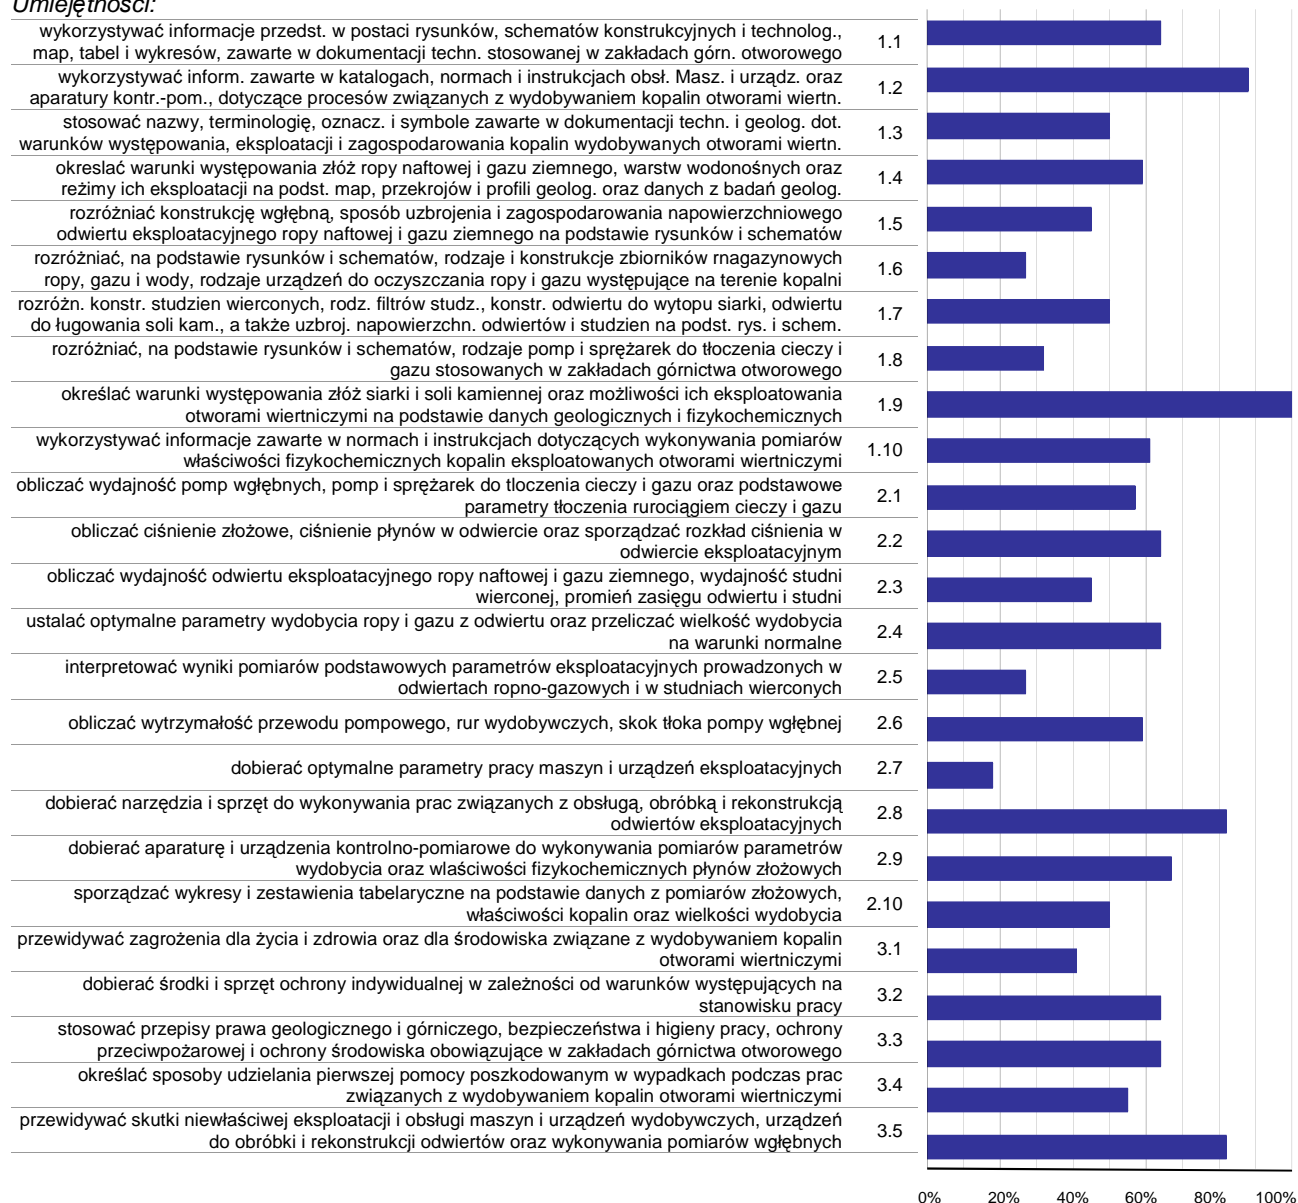 Umiejętności:
wykorzystywać informacje przedst. w postaci rysunków, schematów konstrukcyjnych i technolog.,
map, tabel i wykresów, zawarte w dokumentacji techn. stosowanej w zakładach górn. otworowego
1.1
wykorzystywać inform. zawarte w katalogach, normach i instrukcjach obsł. Masz. i urządz. oraz
aparatury kontr.-pom., dotyczące procesów związanych z wydobywaniem kopalin otworami wiertn.
1.2
stosować nazwy, terminologię, oznacz. i symbole zawarte w dokumentacji techn. i geolog. dot.
warunków występowania, eksploatacji i zagospodarowania kopalin wydobywanych otworami wiertn.
1.3
okreslać warunki występowania złóż ropy naftowej i gazu ziemnego, warstw wodonośnych oraz
reżimy ich eksploatacji na podst. map, przekrojów i profili geolog. oraz danych z badań geolog.
1.4
rozróżniać konstrukcję wgłębną, sposób uzbrojenia i zagospodarowania napowierzchniowego
odwiertu eksploatacyjnego ropy naftowej i gazu ziemnego na podstawie rysunków i schematów
1.5
rozróżniać, na podstawie rysunków i schematów, rodzaje i konstrukcje zbiorników rnagazynowych
ropy, gazu i wody, rodzaje urządzeń do oczyszczania ropy i gazu występujące na terenie kopalni
1.6
rozróżn. konstr. studzien wierconych, rodz. filtrów studz., konstr. odwiertu do wytopu siarki, odwiertu
do ługowania soli kam., a także uzbroj. napowierzchn. odwiertów i studzien na podst. rys. i schem.
1.7
rozróżniać, na podstawie rysunków i schematów, rodzaje pomp i sprężarek do tłoczenia cieczy i
gazu stosowanych w zakładach górnictwa otworowego
1.8
określać warunki występowania złóż siarki i soli kamiennej oraz możliwości ich eksploatowania
otworami wiertniczymi na podstawie danych geologicznych i fizykochemicznych
1.9
wykorzystywać informacje zawarte w normach i instrukcjach dotyczących wykonywania pomiarów
właściwości fizykochemicznych kopalin eksploatowanych otworami wiertniczymi
1.10
obliczać wydajność pomp wgłębnych, pomp i sprężarek do tloczenia cieczy i gazu oraz podstawowe
parametry tłoczenia rurociągiem cieczy i gazu
2.1
obliczać ciśnienie złożowe, ciśnienie płynów w odwiercie oraz sporządzać rozkład ciśnienia w
odwiercie eksploatacyjnym
2.2
obliczać wydajność odwiertu eksploatacyjnego ropy naftowej i gazu ziemnego, wydajność studni
wierconej, promień zasięgu odwiertu i studni
2.3
ustalać optymalne parametry wydobycia ropy i gazu z odwiertu oraz przeliczać wielkość wydobycia
na warunki normalne
2.4
interpretować wyniki pomiarów podstawowych parametrów eksploatacyjnych prowadzonych w
odwiertach ropno-gazowych i w studniach wierconych
2.5
obliczać wytrzymałość przewodu pompowego, rur wydobywczych, skok tłoka pompy wgłębnej
2.6
dobierać optymalne parametry pracy maszyn i urządzeń eksploatacyjnych
2.7
dobierać narzędzia i sprzęt do wykonywania prac związanych z obsługą, obróbką i rekonstrukcją
odwiertów eksploatacyjnych
2.8
dobierać aparaturę i urządzenia kontrolno-pomiarowe do wykonywania pomiarów parametrów
wydobycia oraz wlaściwości fizykochemicznych płynów złożowych
2.9
sporządzać wykresy i zestawienia tabelaryczne na podstawie danych z pomiarów złożowych,
właściwości kopalin oraz wielkości wydobycia
2.10
przewidywać zagrożenia dla życia i zdrowia oraz dla środowiska związane z wydobywaniem kopalin
otworami wiertniczymi
3.1
dobierać środki i sprzęt ochrony indywidualnej w zależności od warunków występujących na
stanowisku pracy
3.2
stosować przepisy prawa geologicznego i górniczego, bezpieczeństwa i higieny pracy, ochrony
przeciwpożarowej i ochrony środowiska obowiązujące w zakładach górnictwa otworowego
3.3
określać sposoby udzielania pierwszej pomocy poszkodowanym w wypadkach podczas prac
związanych z wydobywaniem kopalin otworami wiertniczymi
3.4
przewidywać skutki niewłaściwej eksploatacji i obsługi maszyn i urządzeń wydobywczych, urządzeń
do obróbki i rekonstrukcji odwiertów oraz wykonywania pomiarów wgłębnych
3.5
0% 20% 40% 60% 80% 100%